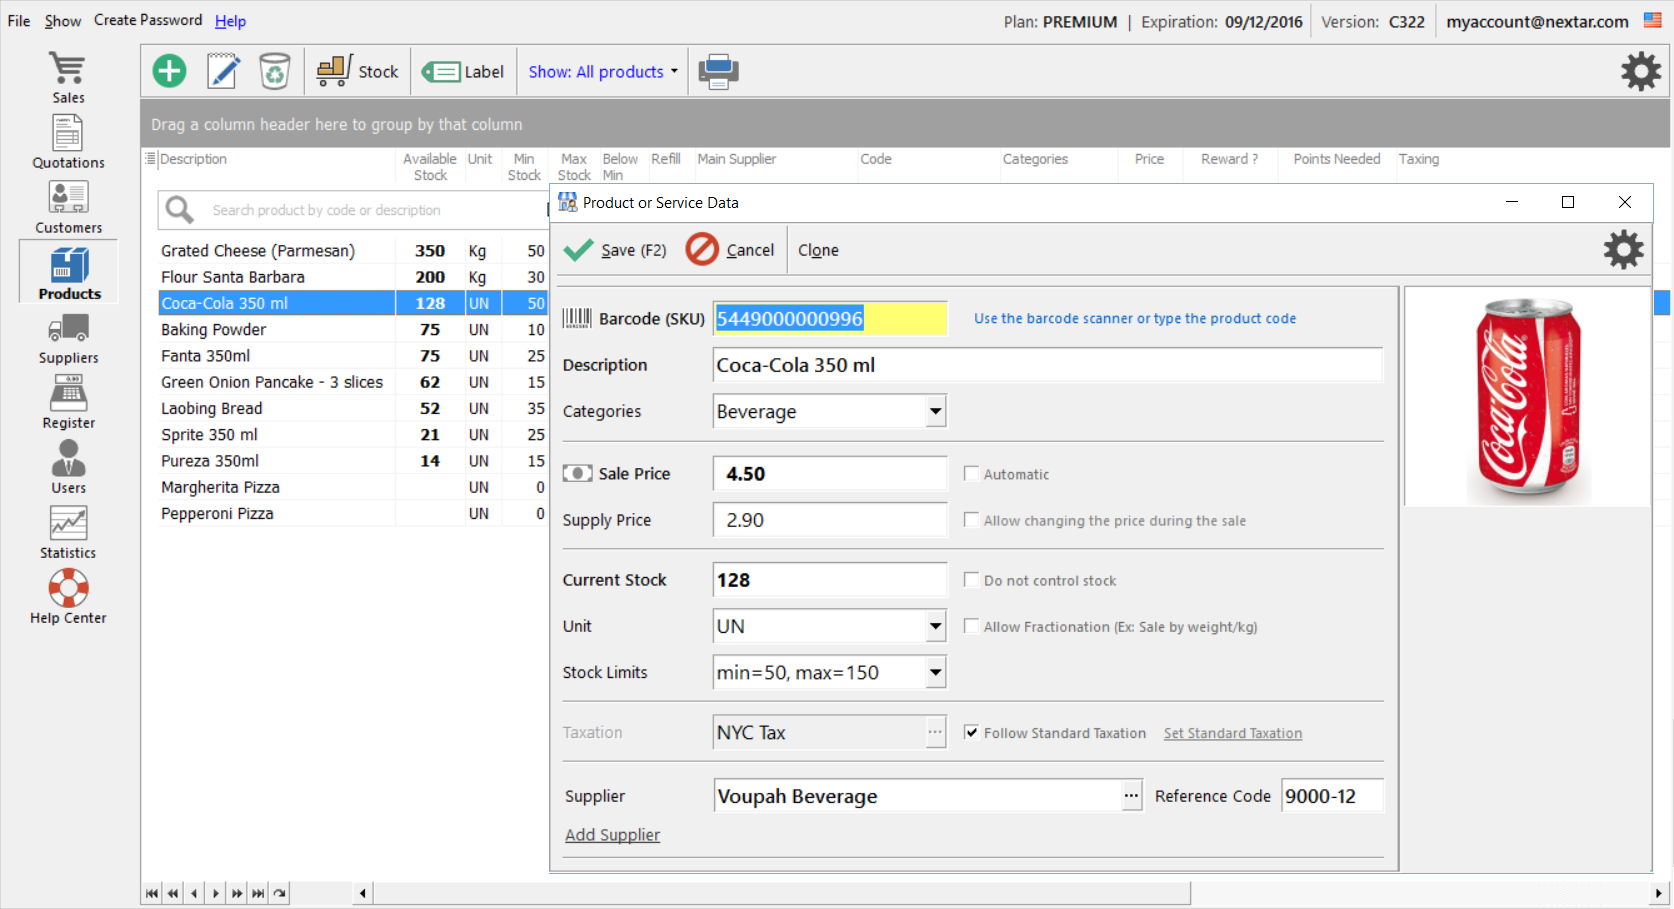 File Show Create Password Help
Plan: PREMIUM | Expiration: 09/12/2016 Version: C322 myaccount@nextar.com
Sales
Quotations
Customers
Products
Suppliers
Register
Users
Statistics
Help Center
Stock
Label
Show: All products
Drag a column header here to group by that column
Description Available Stock Unit Min Stock Max Stock Below Min Refill Main Supplier Code Categories Price Reward ? Points Needed Taxing
Search product by code or description
Grated Cheese (Parmesan) 350 Kg 50
Flour Santa Barbara 200 Kg 30
Coca-Cola 350 ml 128 UN 50
Baking Powder 75 UN 10
Fanta 350ml 75 UN 25
Green Onion Pancake - 3 slices 62 UN 15
Laobing Bread 52 UN 35
Sprite 350 ml 21 UN 25
Pureza 350ml 14 UN 15
Margherita Pizza UN 0
Pepperoni Pizza UN 0
Product or Service Data
Save (F2) Cancel Clone
Barcode (SKU) 5449000000996 Use the barcode scanner or type the product code
Description Coca-Cola 350 ml
Categories Beverage
Sale Price 4.50 Automatic
Supply Price 2.90 Allow changing the price during the sale
Current Stock 128 Do not control stock
Unit UN Allow Fractionation (Ex: Sale by weight/kg)
Stock Limits min=50, max=150
Taxation NYC Tax ... Follow Standard Taxation Set Standard Taxation
Supplier Voupah Beverage ... Reference Code 9000-12
Add Supplier
Coca-Cola